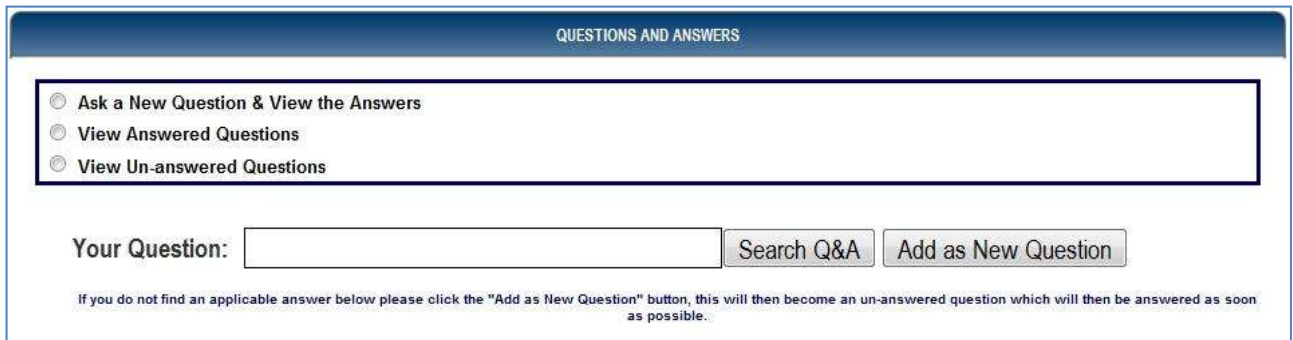 QUESTIONS AND ANSWERS
Ask a New Question & View the Answers
View Answered Questions
View Un-answered Questions
Your Question: Search Q&A Add as New Question
If you do not find an applicable answer below please click the "Add as New Question" button, this will then become an un-answered question which will then be answered as soon
as possible.